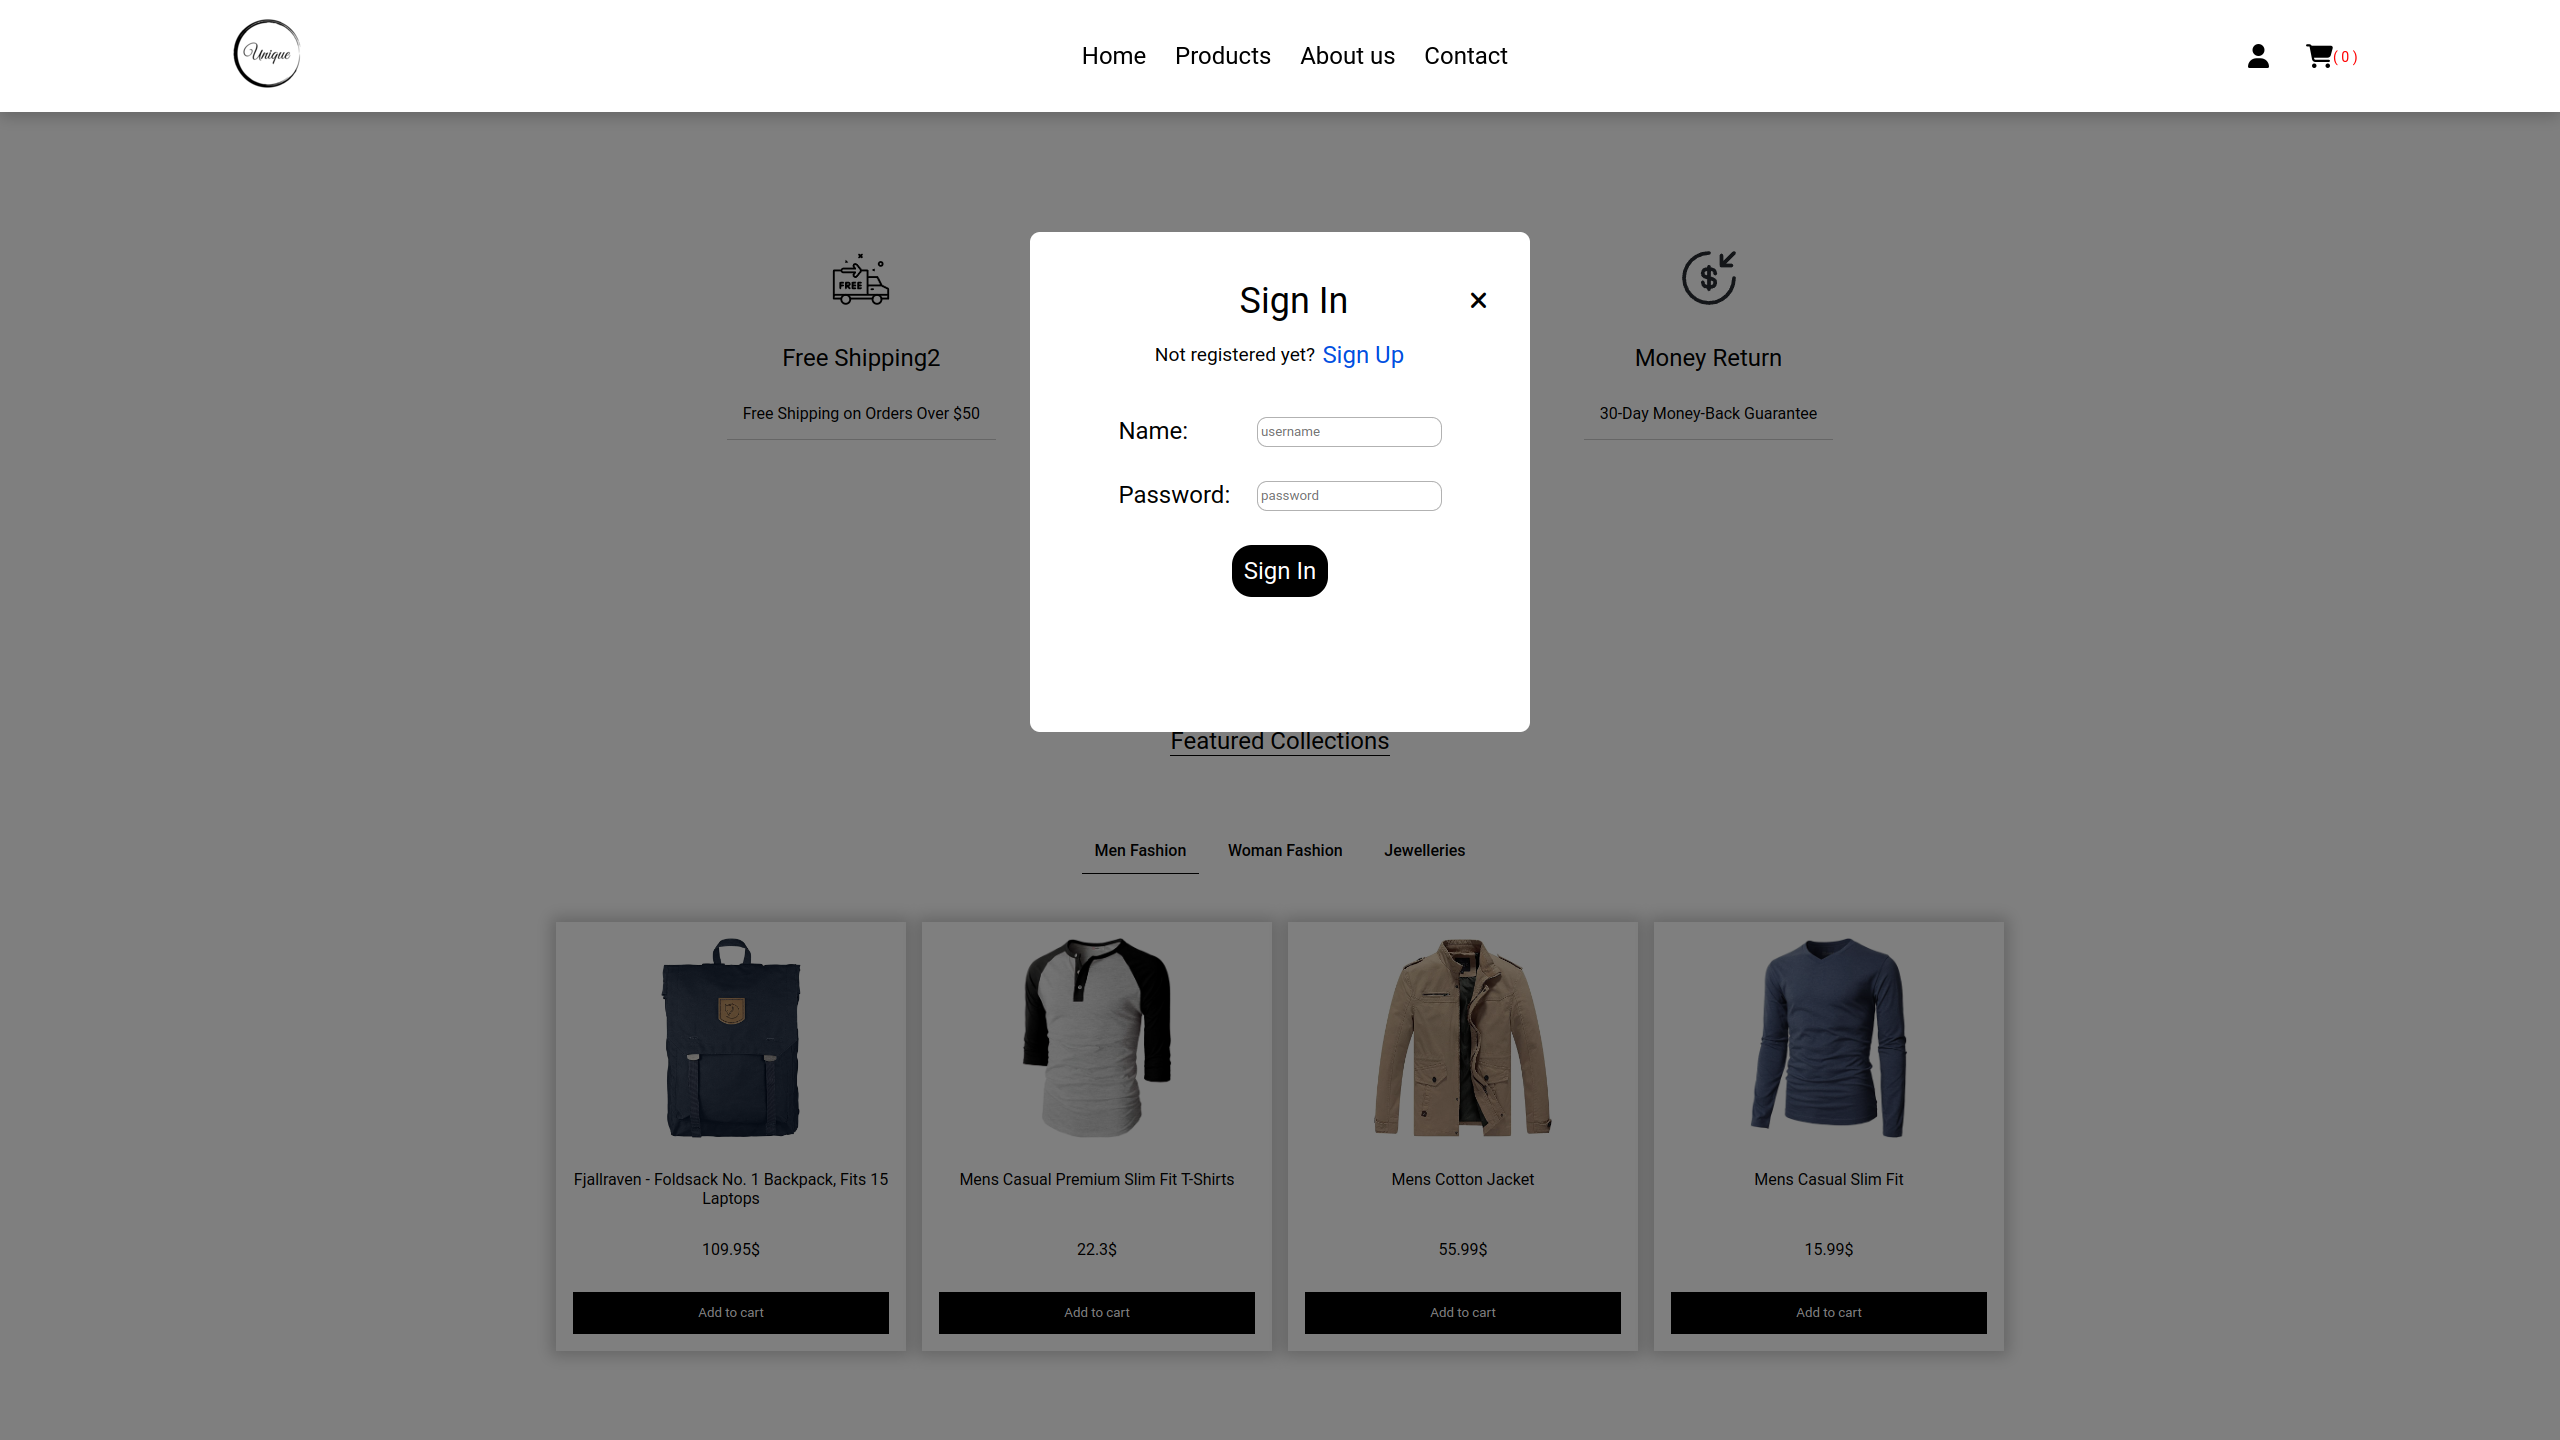 Unique
Home Products About us Contact
( 0 )
Sign In
×
Not registered yet? Sign Up
Name: username
Password: password
Sign In
FREE
Free Shipping2
Free Shipping on Orders Over $50
$
Money Return
30-Day Money-Back Guarantee
Featured Collections
Men Fashion Woman Fashion Jewelleries
Fjallraven - Foldsack No. 1 Backpack, Fits 15
Laptops
109.95$
Add to cart
Mens Casual Premium Slim Fit T-Shirts
22.3$
Add to cart
Mens Cotton Jacket
55.99$
Add to cart
Mens Casual Slim Fit
15.99$
Add to cart